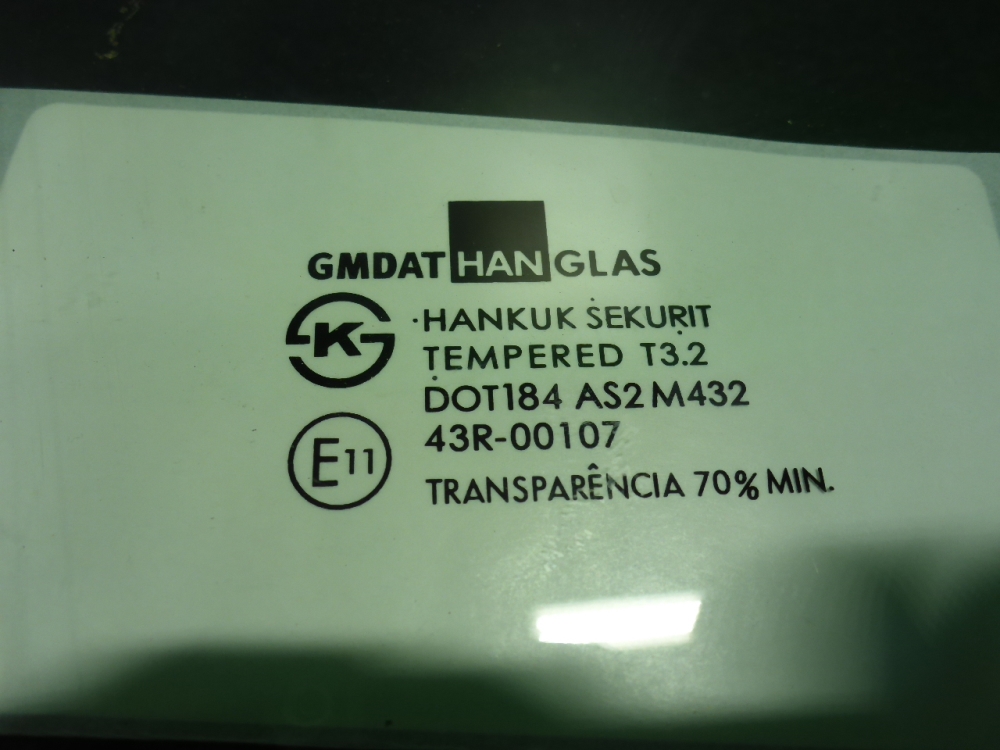 GMDAT HAN GLAS
K
HANKUK SEKURIT
TEMPERED T3.2
DOT184 AS2 M432
43R-00107
E11
TRANSPARÊNCIA 70% MIN.